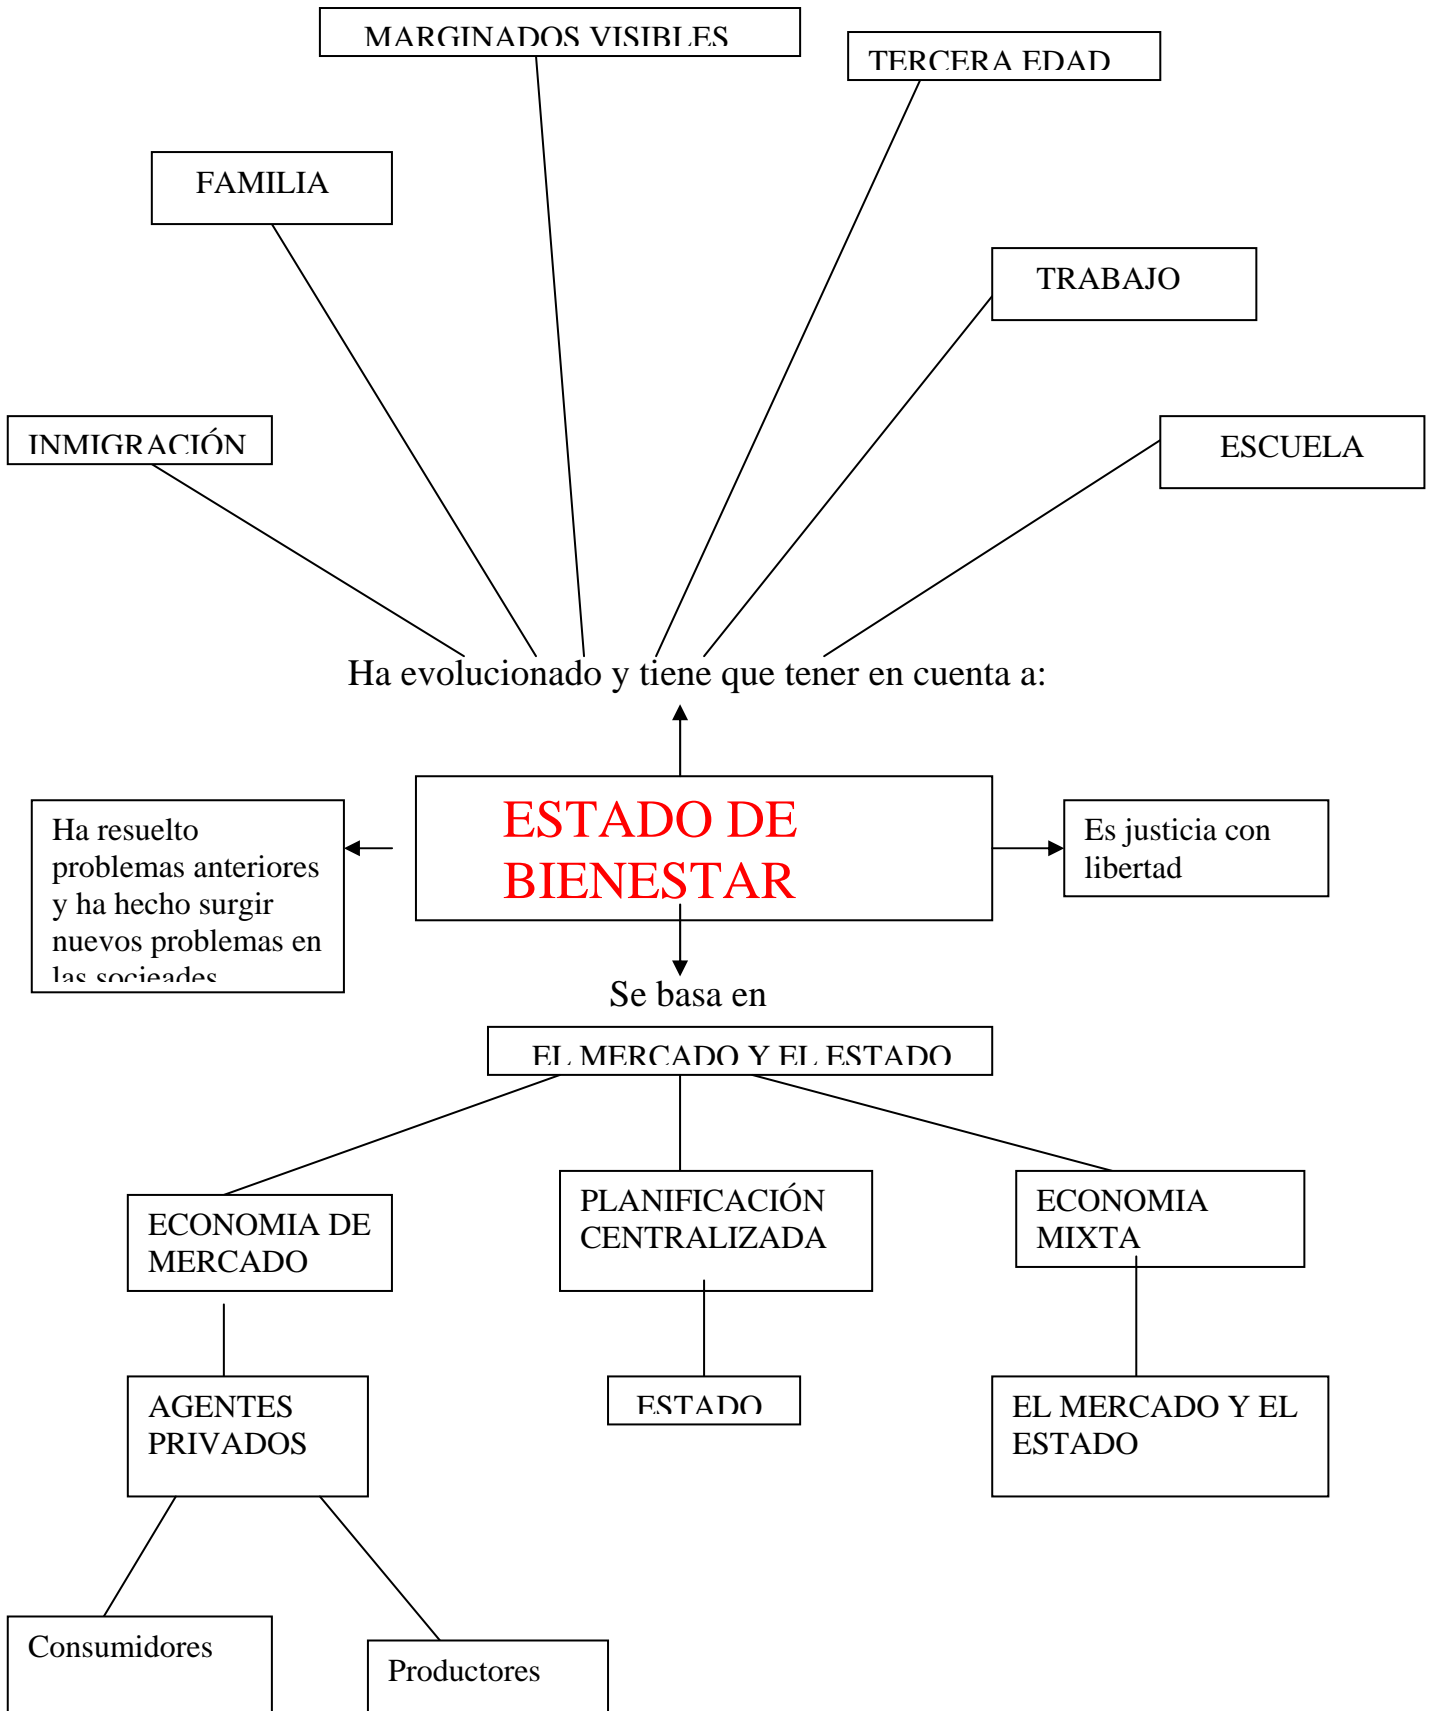 MARGINADOS VISIBLES
TERCERA EDAD
FAMILIA
TRABAJO
INMIGRACIÓN
ESCUELA
Ha evolucionado y tiene que tener en cuenta a:
ESTADO DE
BIENESTAR
Ha resuelto
problemas anteriores
y ha hecho surgir
nuevos problemas en
las socieades
Es justicia con
libertad
Se basa en
EL MERCADO Y EL ESTADO
ECONOMIA DE
MERCADO
PLANIFICACIÓN
CENTRALIZADA
ECONOMIA
MIXTA
AGENTES
PRIVADOS
ESTADO
EL MERCADO Y EL
ESTADO
Consumidores
Productores